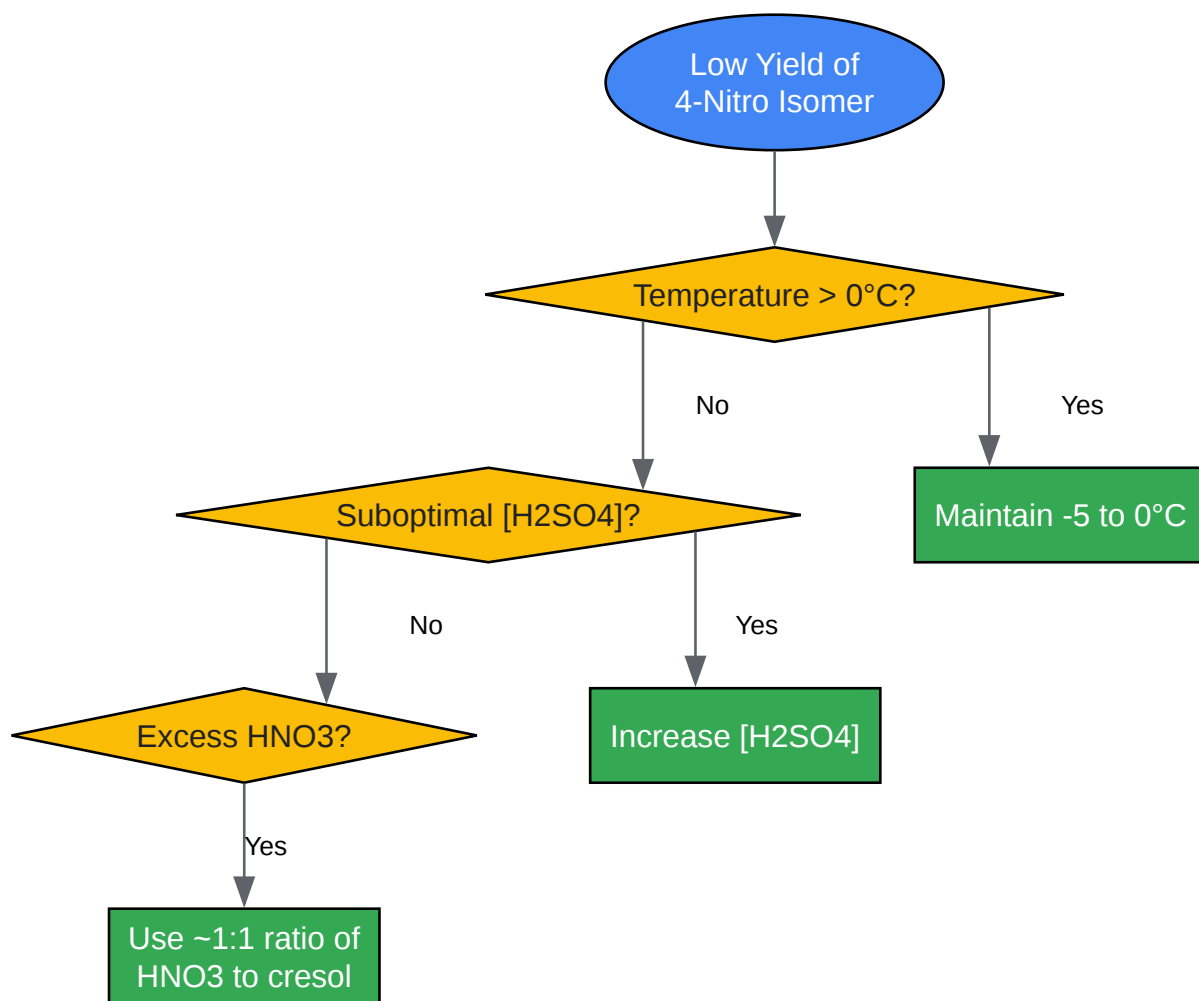 Low Yield of
4-Nitro Isomer
Temperature > 0°C?
No
Yes
Suboptimal [H2SO4]?
Maintain -5 to 0°C
No
Yes
Excess HNO3?
Increase [H2SO4]
Yes
Use ~1:1 ratio of
HNO3 to cresol